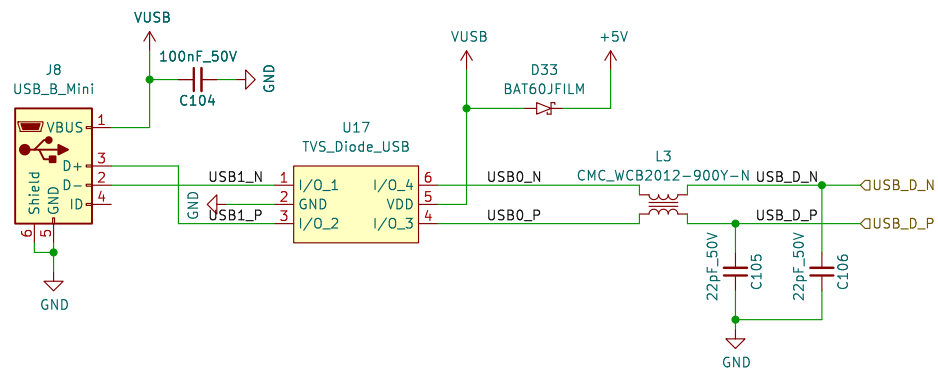 VUSB
100nF_50V
C104
GND
J8
USB_B_Mini
VBUS
1
D+
3
D-
2
ID
4
Shield
GND
6
5
GND
USB1_N
USB1_P
GND
U17
TVS_Diode_USB
1
I/O_1
2
GND
3
I/O_2
I/O_4
6
VDD
5
I/O_3
4
VUSB
+5V
D33
BAT60JFILM
USB0_N
USB0_P
L3
CMC_WCB2012-900Y-N
USB_D_N
USB_D_P
USB_D_N
USB_D_P
22pF_50V
C105
22pF_50V
C106
GND